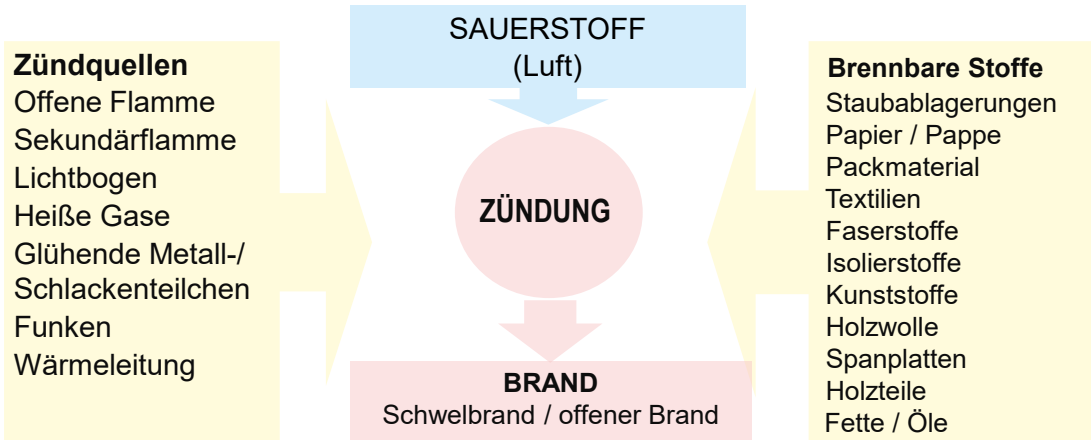 Zündquellen
Offene Flamme
Sekundärflamme
Lichtbogen
Heiße Gase
Glühende Metall-/
Schlackenteilchen
Funken
Wärmeleitung
SAUERSTOFF
(Luft)
ZÜNDUNG
BRAND
Schwelbrand / offener Brand
Brennbare Stoffe
Staubablagerungen
Papier / Pappe
Packmaterial
Textilien
Faserstoffe
Isolierstoffe
Kunststoffe
Holzwolle
Spanplatten
Holzteile
Fette / Öle